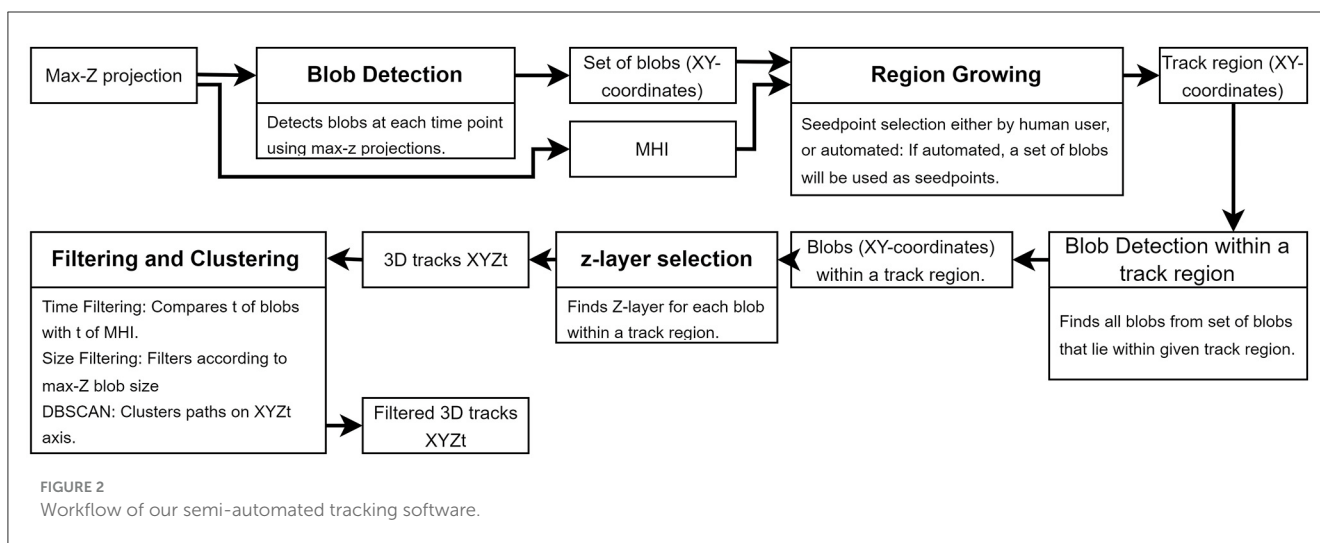 Max-Z projection
Blob Detection
Detects blobs at each time point
using max-z projections.
Set of blobs (XY-
coordinates)
MHI
Region Growing
Seedpoint selection either by human user,
or automated: If automated, a set of blobs
will be used as seedpoints.
Track region (XY-
coordinates)
Blob Detection within a
track region
Finds all blobs from set of blobs
that lie within given track region.
Blobs (XY-coordinates)
within a track region.
z-layer selection
Finds Z-layer for each blob
within a track region.
3D tracks XYZt
Filtering and Clustering
Time Filtering: Compares t of blobs
with t of MHI.
Size Filtering: Filters according to
max-Z blob size
DBSCAN: Clusters paths on XYZt
axis.
Filtered 3D tracks
XYZt
FIGURE 2
Workflow of our semi-automated tracking software.